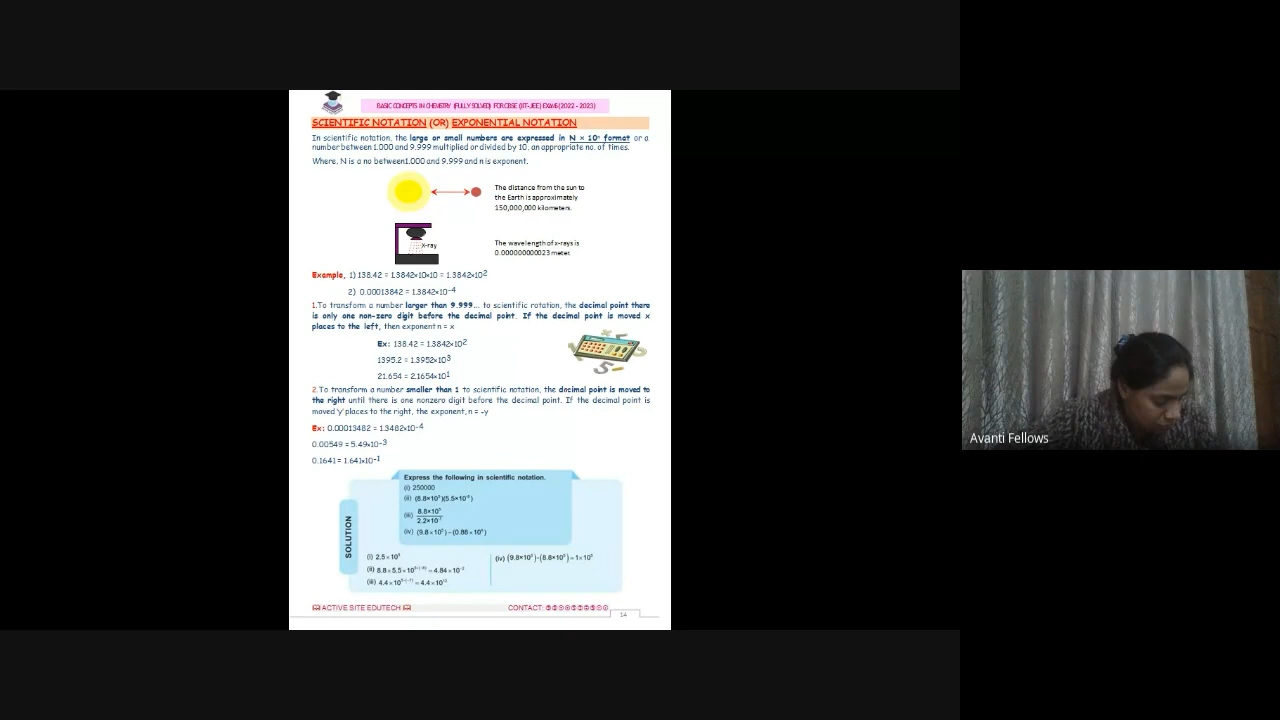 BASIC CONCEPTS IN CHEMISTRY (FULLY SOLVED) FOR CBSE (IIT-JEE) EXAMS (2022 - 2023)
SCIENTIFIC NOTATION (OR) EXPONENTIAL NOTATION
In scientific notation, the large or small numbers are expressed in N × 10ⁿ format or a
number between 1.000 and 9.999 multiplied or divided by 10, an appropriate no. of times.
Where, N is a no between1.000 and 9.999 and n is exponent.
The distance from the sun to
the Earth is approximately
150,000,000 kilometers.
x-ray
The wavelength of x-rays is
0.000000000023 meter.
Example, 1) 138.42 = 1.3842×10×10 = 1.3842×10²
2) 0.00013842 = 1.3842×10⁻⁴
1.To transform a number larger than 9.999... to scientific rotation, the decimal point there
is only one non-zero digit before the decimal point. If the decimal point is moved x
places to the left, then exponent n = x
Ex: 138.42 = 1.3842×10²
1395.2 = 1.3952×10³
21.654 = 2.1654×10¹
2.To transform a number smaller than 1 to scientific notation, the decimal point is moved to
the right until there is one nonzero digit before the decimal point. If the decimal point is
moved 'y' places to the right, the exponent, n = -y
Ex: 0.00013482 = 1.3482×10⁻⁴
0.00549 = 5.49×10⁻³
0.1641 = 1.641×10⁻¹
Express the following in scientific notation.
(i) 250000
(ii)
(iii)
(iv)
SOLUTION
(i) 2.5 × 10⁵
(ii)
(iii)
(iv)
ACTIVE SITE EDUTECH
CONTACT:
14
Avanti Fellows